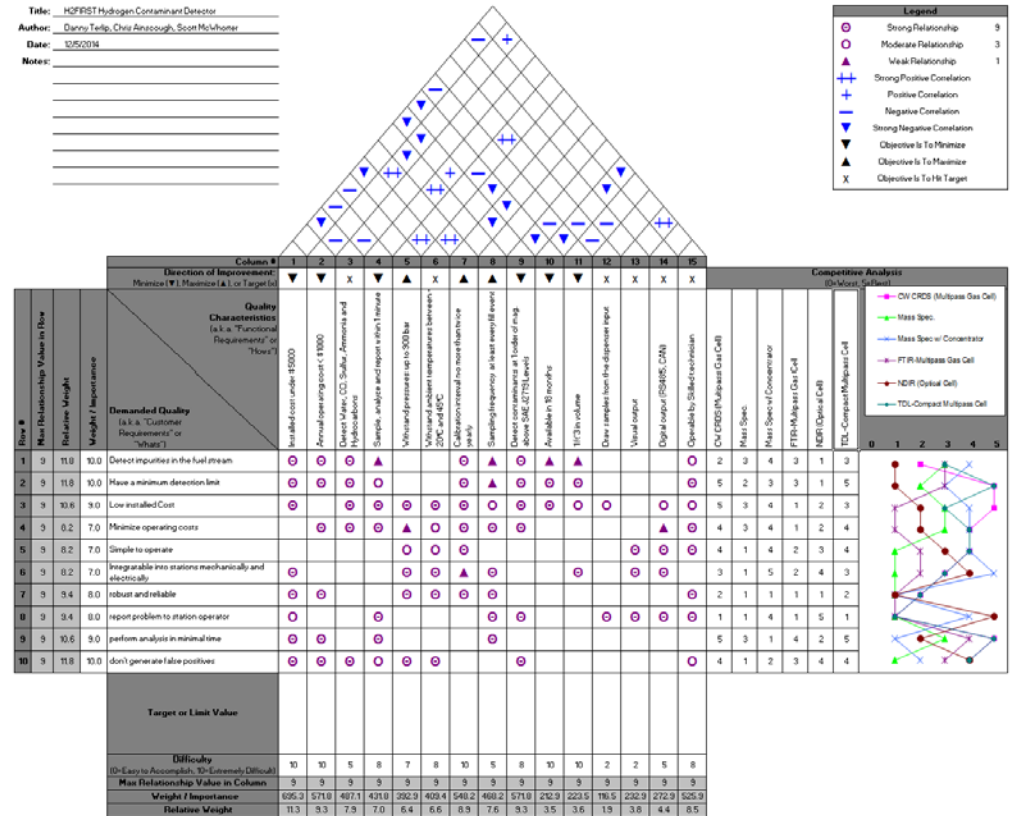 Title: H2FIRST Hydrogen Contaminant Detector
Author: Danny Terlip, Chris Ainscough, Scott McWhorter
Date: 12/5/2014
Notes:
Legend
Strong Relationship 9
Moderate Relationship 3
Weak Relationship 1
Strong Positive Correlation
Positive Correlation
Negative Correlation
Strong Negative Correlation
Objective Is To Minimize
Objective Is To Maximize
X Objective Is To Hit Target
Column # 1 2 3 4 5 6 7 8 9 10 11 12 13 14 15
Direction of Improvement:
Minimize (▼), Maximize (▲), or Target (x)
▼ ▼ x ▼ ▲ x ▲ ▲ ▼ ▼ ▼ x x x x
Competitive Analysis
(0=Worst, 5=Best)
Row #
Max Relationship Value in Row
Relative Weight
Weight / Importance
Quality
Characteristics
(a.k.a. "Functional
Requirements" or
"Hows")
Demanded Quality
(a.k.a. "Customer
Requirements" or
"Whats")
Installed cost under $5000
Annual operating cost < $1000
Detect Water, CO, Sulfur, Ammonia and
Hydrocarbons
Sample, analyse and report within 1 minute
Withstand pressures up to 900 bar
Withstand ambient temperatures between -
20°C and 45°C
Calibration interval no more than twice
yearly
Sampling frequency at least every fill event
Detect contaminants at 1 order of mag.
above SAE J2719 Levels
Available in 18 months
1 ft^3 in volume
Draw samples from the dispenser input
Visual output
Digital output (RS485, CAN)
Operable by Skilled technician
CW CRDS (Multipass Gas Cell)
Mass Spec.
Mass Spec w/ Concentrator
FTIR-Multipass Gas (Cell
NDIR (Optical Cell)
TDL-Compact Multipass Cell
CW CRDS (Multipass Gas Cell)
Mass Spec.
Mass Spec w/ Concentrator
FTIR-Multipass Gas Cell
NDIR (Optical Cell)
TDL-Compact Multipass Cell
0 1 2 3 4 5
1 9 11.8 10.0 Detect impurities in the fuel stream 2 3 4 3 1 3
2 9 11.8 10.0 Have a minimum detection limit 5 2 3 3 1 5
3 9 10.6 9.0 Low installed Cost 5 3 4 1 2 3
4 9 8.2 7.0 Minimize operating costs 4 3 4 1 2 4
5 9 8.2 7.0 Simple to operate 4 1 4 2 3 4
6 9 8.2 7.0 Integratable into stations mechanically and
electrically 3 1 5 2 4 3
7 9 9.4 8.0 robust and reliable 2 1 1 1 1 2
8 9 9.4 8.0 report problem to station operator 1 1 4 1 5 1
9 9 10.6 9.0 perform analysis in minimal time 5 3 1 4 2 5
10 9 11.8 10.0 don't generate false positives 4 1 2 3 4 4
Target or Limit Value
Difficulty
(0=Easy to Accomplish, 10=Extremely Difficult)
10 10 5 8 7 8 10 8 10 10 10 2 2 5 8
Max Relationship Value in Column 9 9 9 9 9 9 9 9 9 9 9 9 9 9 9
Weight / Importance 695.3 571.8 487.1 431.8 392.9 409.4 548.2 468.2 571.8 212.9 223.5 116.5 232.9 272.9 525.9
Relative Weight 11.3 9.3 7.9 7.0 6.4 6.6 8.9 7.6 9.3 3.5 3.6 1.9 3.8 4.4 8.5